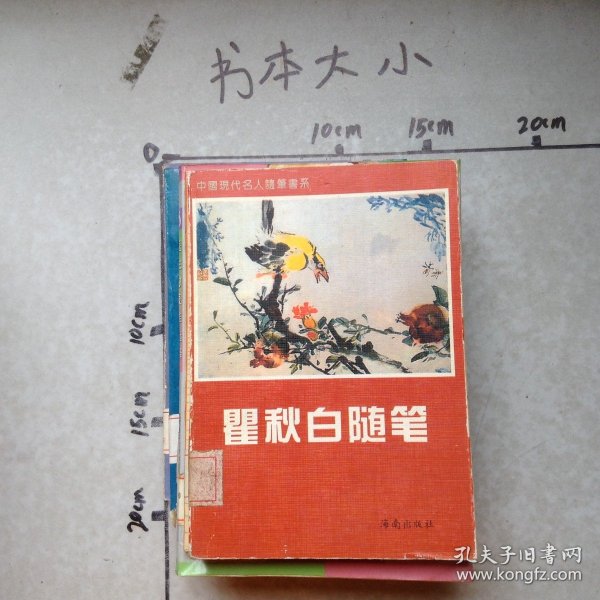 书本大小
0
10cm
15cm
20cm
10cm
15cm
20cm
中國現代名人隨筆書系
瞿秋白随笔
海南出版社
孔夫子旧书网
www.kongfz.com